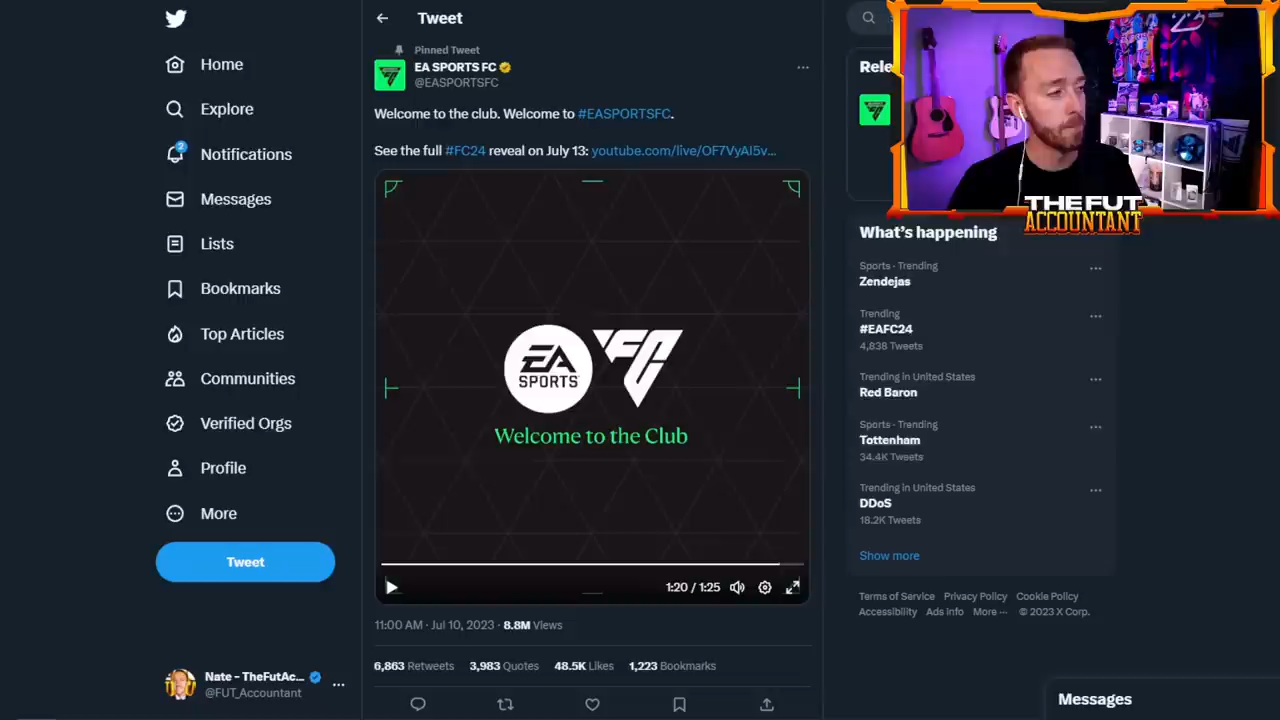 Home
Explore
2
Notifications
Messages
Lists
Bookmarks
Top Articles
Communities
Verified Orgs
Profile
More
Tweet
Nate - TheFutAc...
@FUT_Accountant
Tweet
Pinned Tweet
EA SPORTS FC
@EASPORTSFC
Welcome to the club. Welcome to #EASPORTSFC.
See the full #FC24 reveal on July 13: youtube.com/live/OF7VyAI5v...
EA SPORTS FC
Welcome to the Club
1:20 / 1:25
11:00 AM · Jul 10, 2023 · 8.8M Views
6,863 Retweets 3,983 Quotes 48.5K Likes 1,223 Bookmarks
Rele
THE FUT
ACCOUNTANT
What's happening
Sports · Trending
Zendejas
Trending
#EAFC24
4,838 Tweets
Trending in United States
Red Baron
Sports · Trending
Tottenham
34.4K Tweets
Trending in United States
DDoS
18.2K Tweets
Show more
Terms of Service Privacy Policy Cookie Policy
Accessibility Ads info More ··· © 2023 X Corp.
Messages